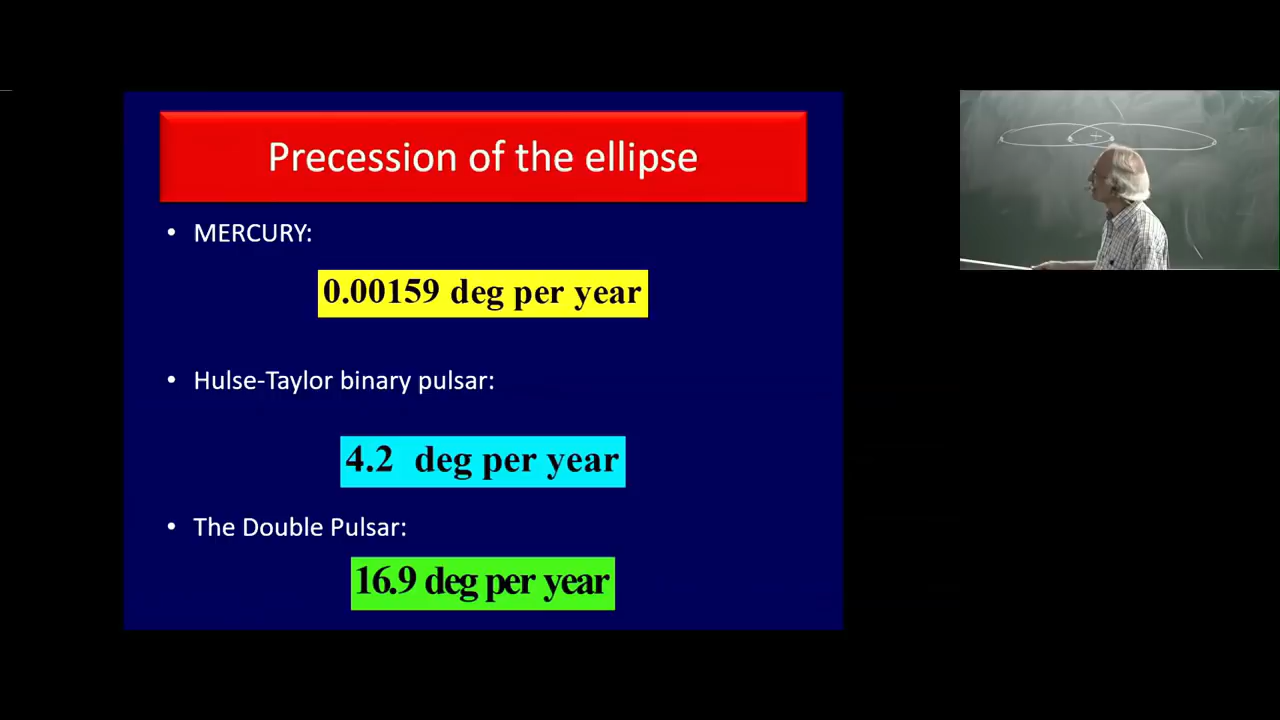 Precession of the ellipse
• MERCURY:
0.00159 deg per year
• Hulse-Taylor binary pulsar:
4.2 deg per year
• The Double Pulsar:
16.9 deg per year